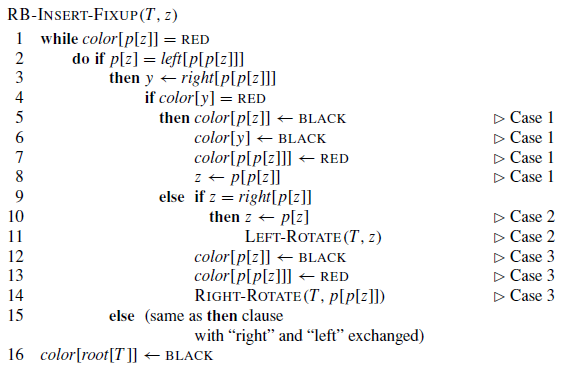 RB-INSERT-FIXUP(T, z)
1 while color[p[z]] = RED
2 do if p[z] = left[p[p[z]]]
3 then y ← right[p[p[z]]]
4 if color[y] = RED
5 then color[p[z]] ← BLACK ▷ Case 1
6 color[y] ← BLACK ▷ Case 1
7 color[p[p[z]]] ← RED ▷ Case 1
8 z ← p[p[z]] ▷ Case 1
9 else if z = right[p[z]]
10 then z ← p[z] ▷ Case 2
11 LEFT-ROTATE(T, z) ▷ Case 2
12 color[p[z]] ← BLACK ▷ Case 3
13 color[p[p[z]]] ← RED ▷ Case 3
14 RIGHT-ROTATE(T, p[p[z]]) ▷ Case 3
15 else (same as then clause
with “right” and “left” exchanged)
16 color[root[T]] ← BLACK